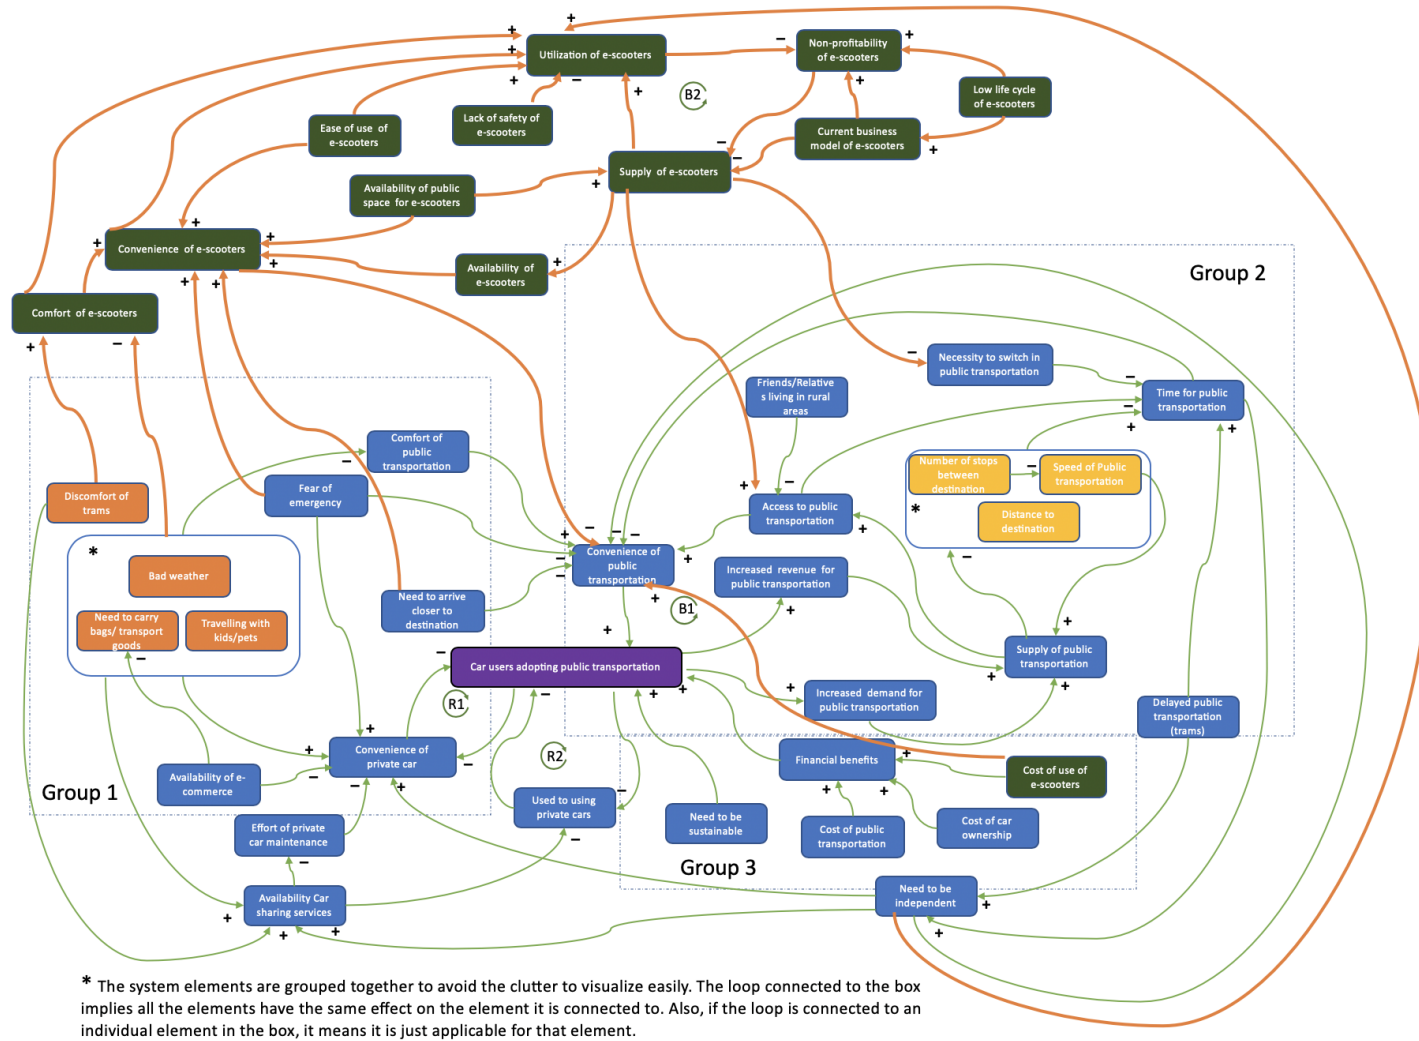 Utilization of e-scooters
Non-profitability
of e-scooters
Low life cycle
of e-scooters
B2
Lack of safety of
e-scooters
Ease of use of
e-scooters
Current business
model of e-scooters
Supply of e-scooters
Availability of public
space for e-scooters
Convenience of e-scooters
Availability of
e-scooters
Comfort of e-scooters
Group 2
Necessity to switch in
public transportation
Friends/Relative
s living in rural
areas
Time for public
transportation
Comfort of
public
transportation
Number of stops
between
destination
Speed of Public
transportation
Distance to
destination
*
Discomfort of
trams
Fear of
emergency
Access to public
transportation
*
Bad weather
Need to carry
bags/ transport
goods
Travelling with
kids/pets
Convenience of
public
transportation
Increased revenue for
public transportation
Need to arrive
closer to
destination
B1
Supply of public
transportation
Car users adopting public transportation
R1
Increased demand for
public transportation
Delayed public
transportation
(trams)
Convenience of
private car
R2
Financial benefits
Cost of use of
e-scooters
Availability of e-
commerce
Group 1
Used to using
private cars
Need to be
sustainable
Cost of public
transportation
Cost of car
ownership
Effort of private
car maintenance
Group 3
Availability Car
sharing services
Need to be
independent
* The system elements are grouped together to avoid the clutter to visualize easily. The loop connected to the box
implies all the elements have the same effect on the element it is connected to. Also, if the loop is connected to an
individual element in the box, it means it is just applicable for that element.